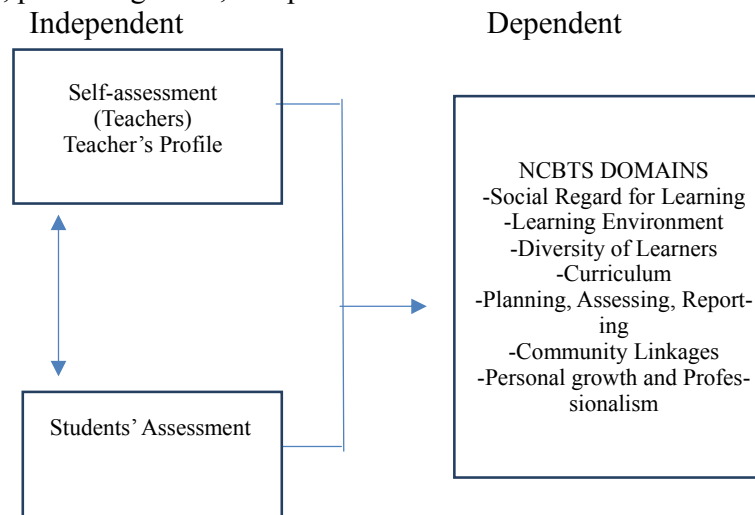 Independent
Dependent
Self-assessment
(Teachers)
Teacher’s Profile
NCBTS DOMAINS
-Social Regard for Learning
-Learning Environment
-Diversity of Learners
-Curriculum
-Planning, Assessing, Report-
ing
-Community Linkages
-Personal growth and Profes-
sionalism
Students’ Assessment